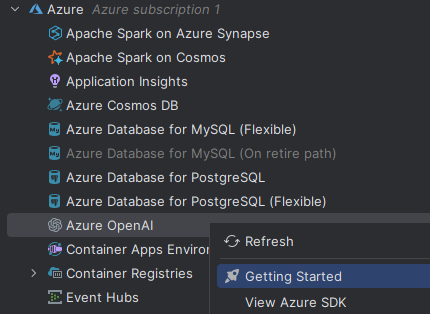 Azure Azure subscription 1
Apache Spark on Azure Synapse
Apache Spark on Cosmos
Application Insights
Azure Cosmos DB
Azure Database for MySQL (Flexible)
Azure Database for MySQL (On retire path)
Azure Database for PostgreSQL
Azure Database for PostgreSQL (Flexible)
Azure OpenAI
Refresh
Container Apps Environ
Getting Started
Container Registries
Event Hubs
View Azure SDK